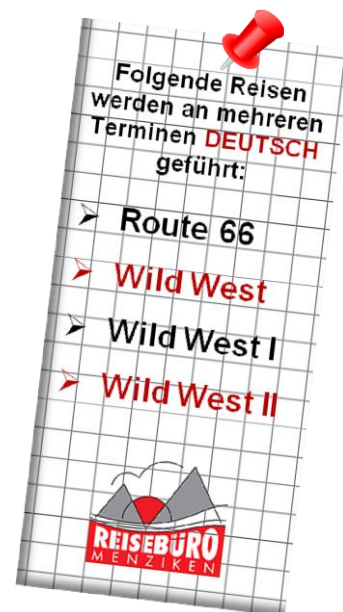 Folgende Reisen
werden an mehreren
Terminen DEUTSCH
geführt:
➢ Route 66
➢ Wild West
➢ Wild West I
➢ Wild West II
REISEBÜRO
MENZIKEN